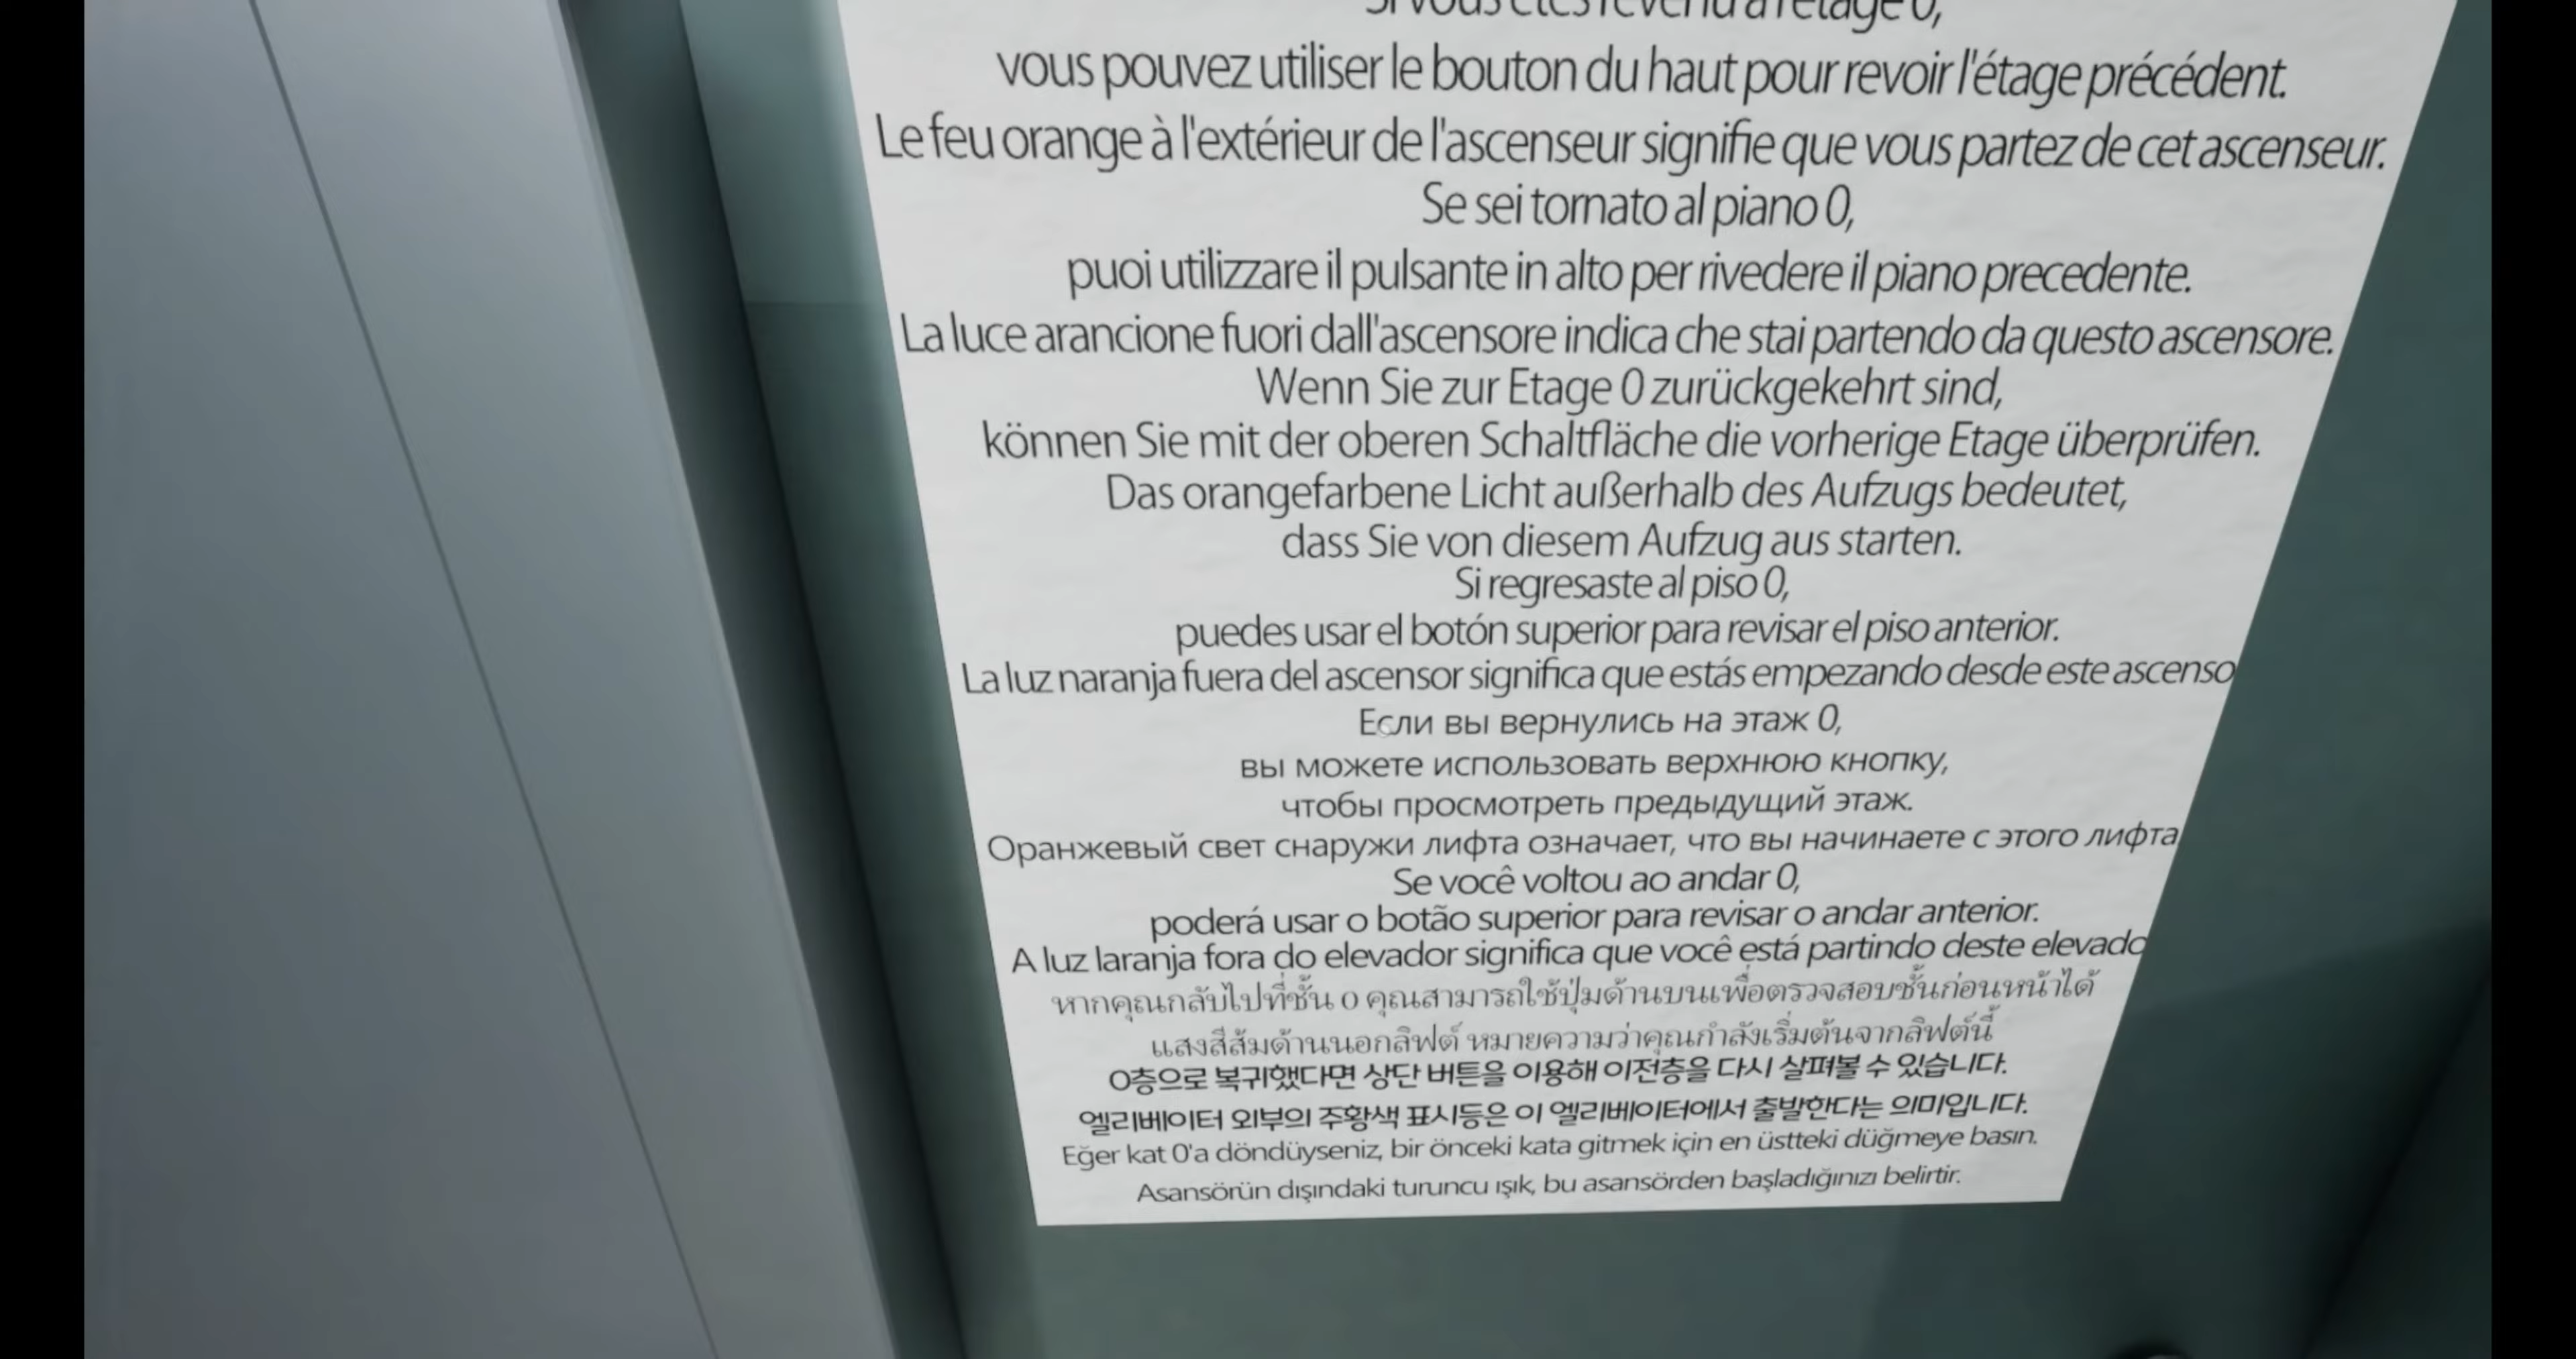 Si vous êtes revenu à l'étage 0,
vous pouvez utiliser le bouton du haut pour revoir l'étage précédent.
Le feu orange à l'extérieur de l'ascenseur signifie que vous partez de cet ascenseur.
Se sei tornato al piano 0,
puoi utilizzare il pulsante in alto per rivedere il piano precedente.
La luce arancione fuori dall'ascensore indica che stai partendo da questo ascensore.
Wenn Sie zur Etage 0 zurückgekehrt sind,
können Sie mit der oberen Schaltfläche die vorherige Etage überprüfen.
Das orangefarbene Licht außerhalb des Aufzugs bedeutet,
dass Sie von diesem Aufzug aus starten.
Si regresaste al piso 0,
puedes usar el botón superior para revisar el piso anterior.
La luz naranja fuera del ascensor significa que estás empezando desde este ascenso
Если вы вернулись на этаж 0,
вы можете использовать верхнюю кнопку,
чтобы просмотреть предыдущий этаж.
Оранжевый свет снаружи лифта означает, что вы начинаете с этого лифта
Se você voltou ao andar 0,
poderá usar o botão superior para revisar o andar anterior.
A luz laranja fora do elevador significa que você está partindo deste elevado
หากคุณกลับไปที่ชั้น 0 คุณสามารถใช้ปุ่มด้านบนเพื่อตรวจสอบชั้นก่อนหน้าได้
แสงสีส้มด้านนอกลิฟต์ หมายความว่าคุณกำลังเริ่มต้นจากลิฟต์นี้
0층으로 복귀했다면 상단 버튼을 이용해 이전층을 다시 살펴볼 수 있습니다.
엘리베이터 외부의 주황색 표시등은 이 엘리베이터에서 출발한다는 의미입니다.
Eğer kat 0'a döndüyseniz, bir önceki kata gitmek için en üstteki düğmeye basın.
Asansörün dışındaki turuncu ışık, bu asansörden başladığınızı belirtir.